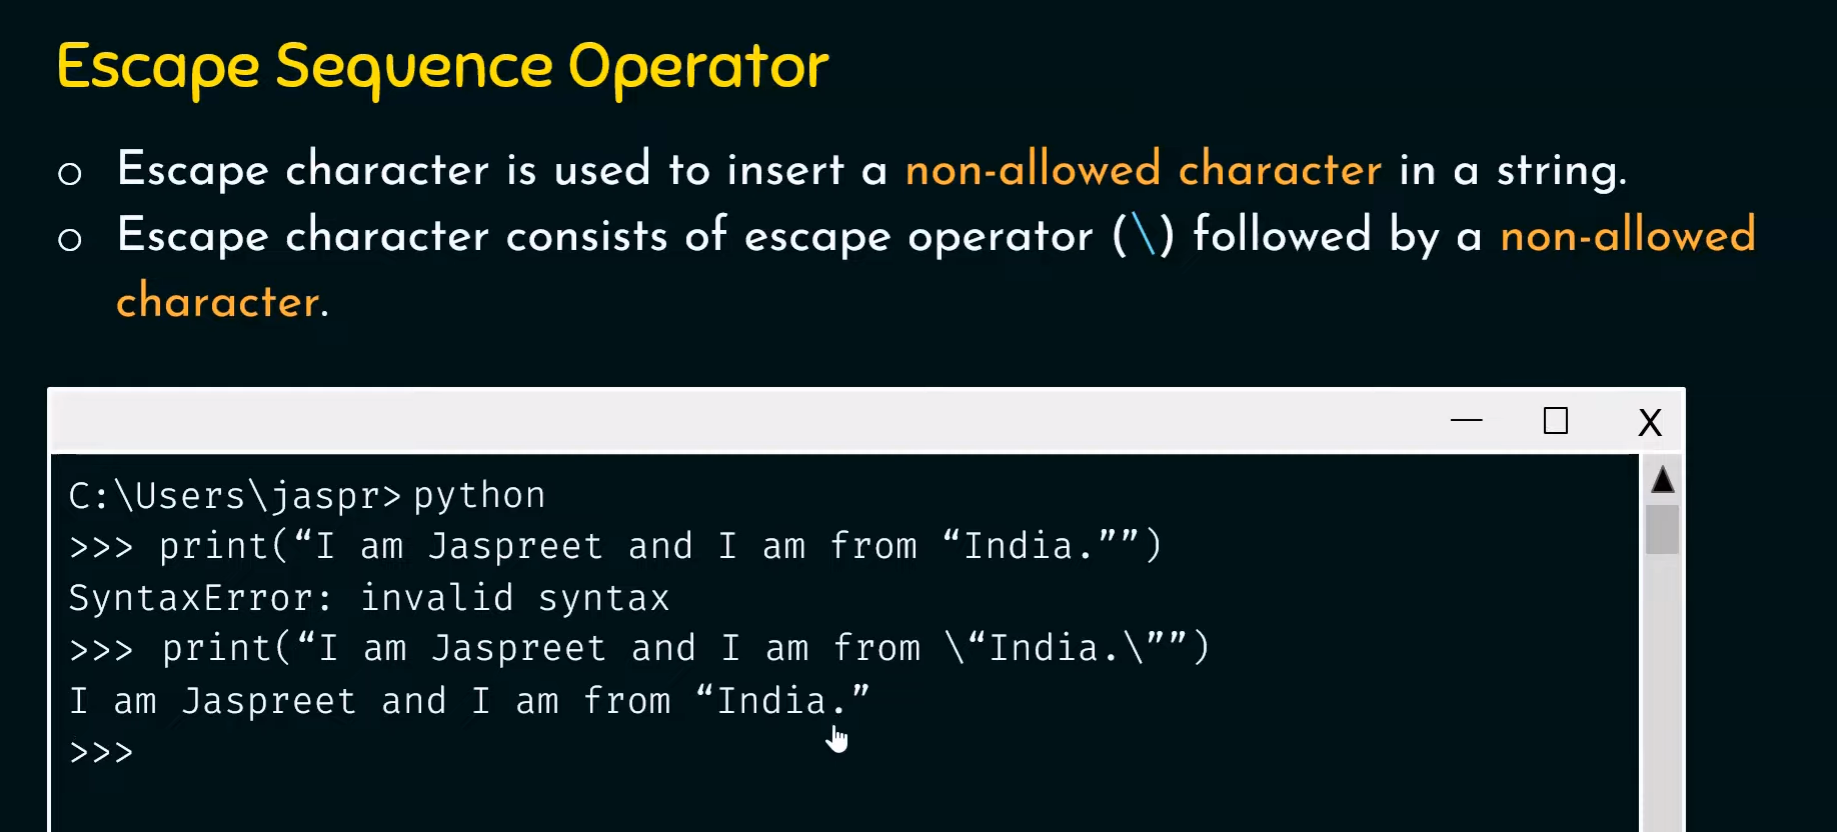 Escape Sequence Operator
○ Escape character is used to insert a non-allowed character in a string.
○ Escape character consists of escape operator (\) followed by a non-allowed
character.
— □ X
C:\Users\jaspr> python
>>> print(“I am Jaspreet and I am from “India.””)
SyntaxError: invalid syntax
>>> print(“I am Jaspreet and I am from \“India.\””)
I am Jaspreet and I am from “India.”
>>>